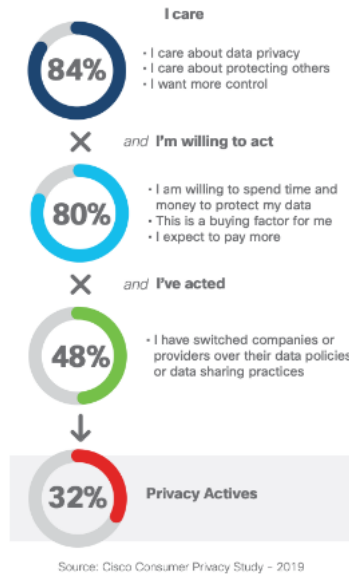 I care
84%
• I care about data privacy
• I care about protecting others
• I want more control
× and I'm willing to act
80%
• I am willing to spend time and
money to protect my data
• This is a buying factor for me
• I expect to pay more
× and I've acted
48%
• I have switched companies or
providers over their data policies
or data sharing practices
32%
Privacy Actives
Source: Cisco Consumer Privacy Study - 2019